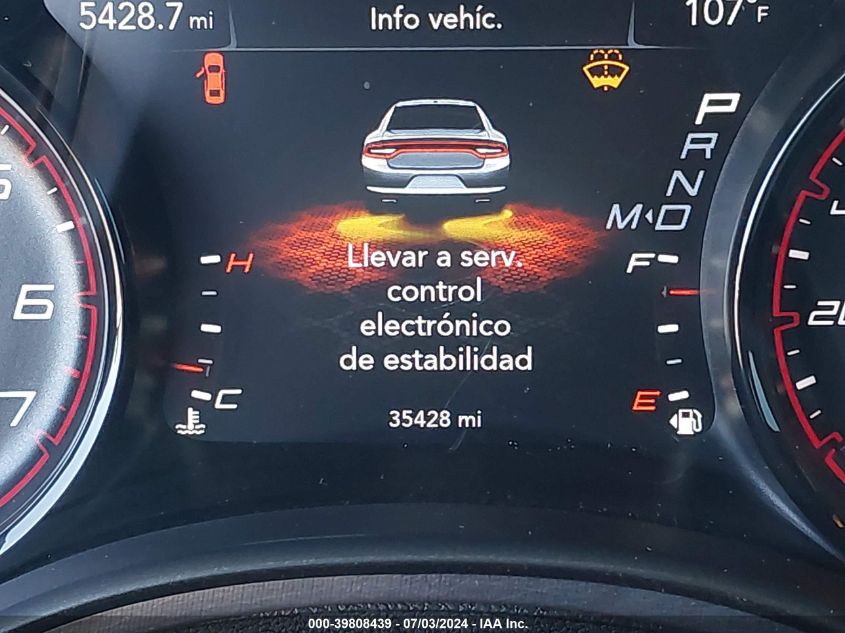 5428.7 mi Info vehíc. 107°F
P
R
N
M D
H F
Llevar a serv.
control
electrónico
de estabilidad
C E
35428 mi
6
7
000-39808439 - 07/03/2024 - IAA Inc.